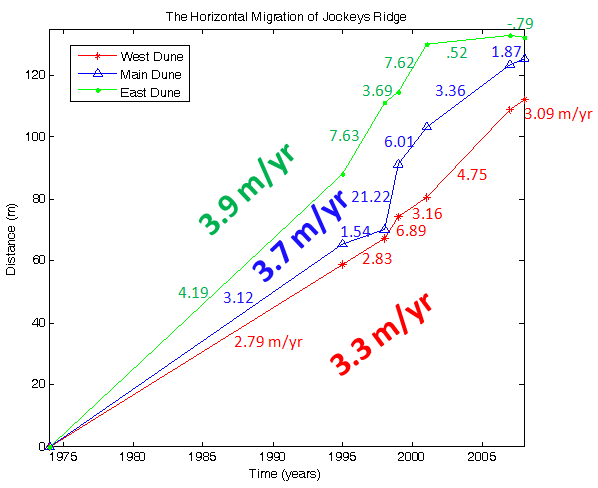 The Horizontal Migration of Jockeys Ridge
West Dune
Main Dune
East Dune
Distance (m)
120
100
80
60
40
20
0
1975
1980
1985
1990
1995
2000
2005
Time (years)
4.19
7.63
3.69
7.62
.52
-.79
3.9 m/yr
3.12
1.54
21.22
6.01
3.36
1.87
3.7 m/yr
2.79 m/yr
2.83
6.89
3.16
4.75
3.09 m/yr
3.3 m/yr